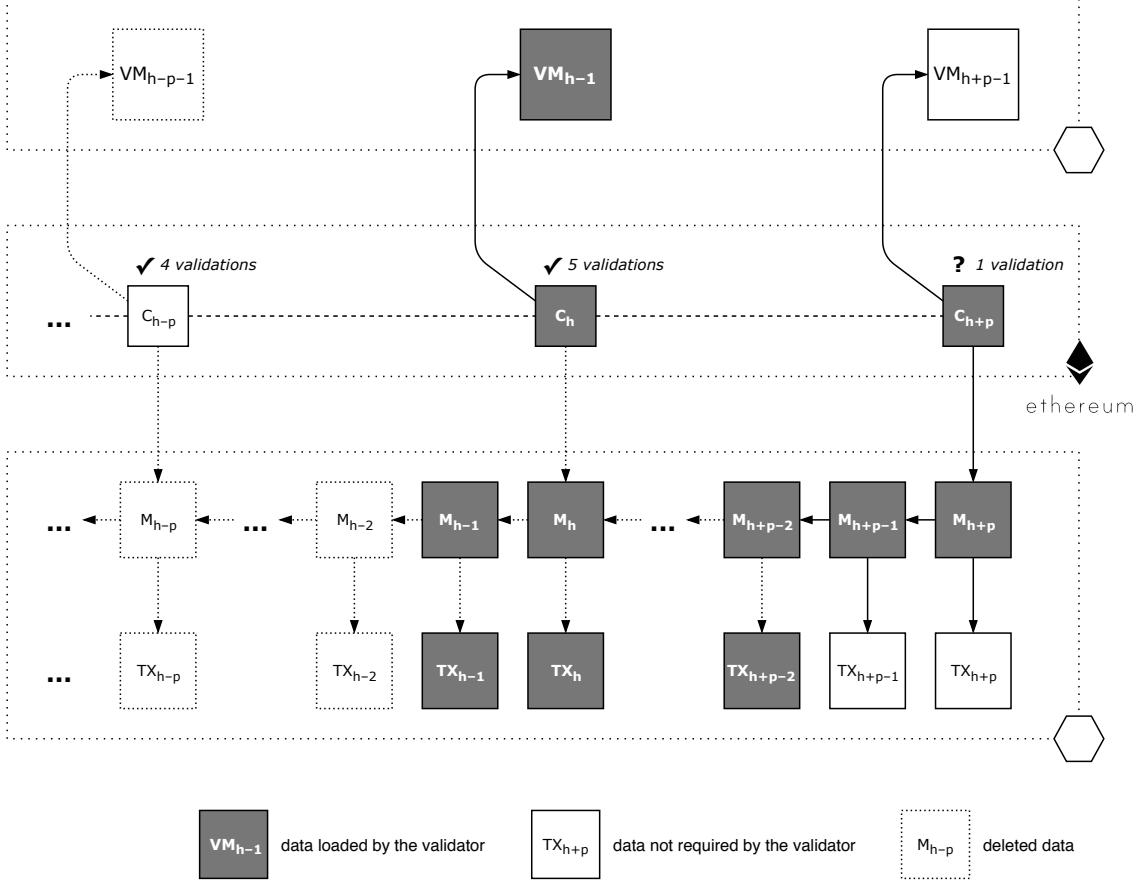 VMh−p−1 VMh−1 VMh+p−1
✓ 4 validations ✓ 5 validations ? 1 validation
... Ch−p Ch Ch+p
ethereum
... Mh−p ... Mh−2 Mh−1 Mh ... Mh+p−2 Mh+p−1 Mh+p
... TXh−p TXh−2 TXh−1 TXh TXh+p−2 TXh+p−1 TXh+p
VMh−1 data loaded by the validator TXh+p data not required by the validator Mh−p deleted data